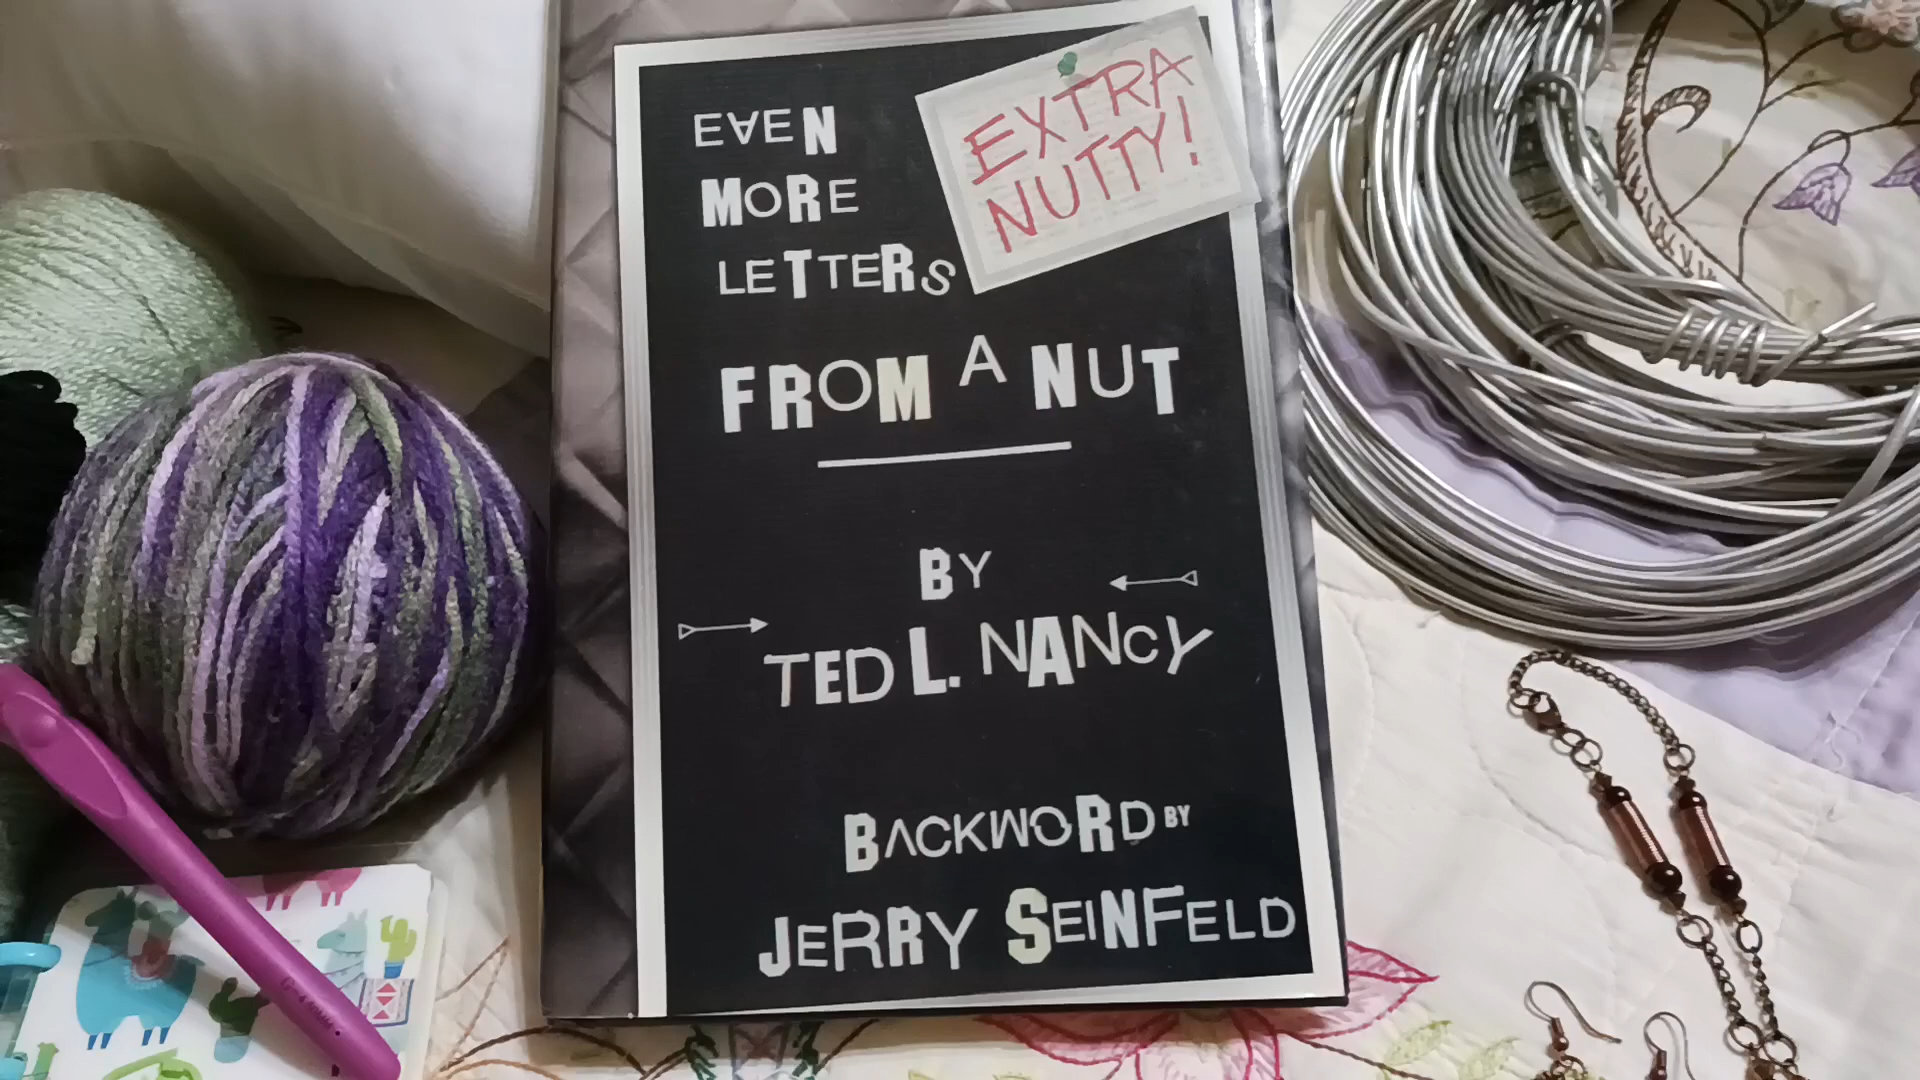 EVEN
MORE
LETTERS
FROM A NUT
EXTRA
NUTTY!
BY
TED L. NANCY
BACKWORD BY
JERRY SEINFELD